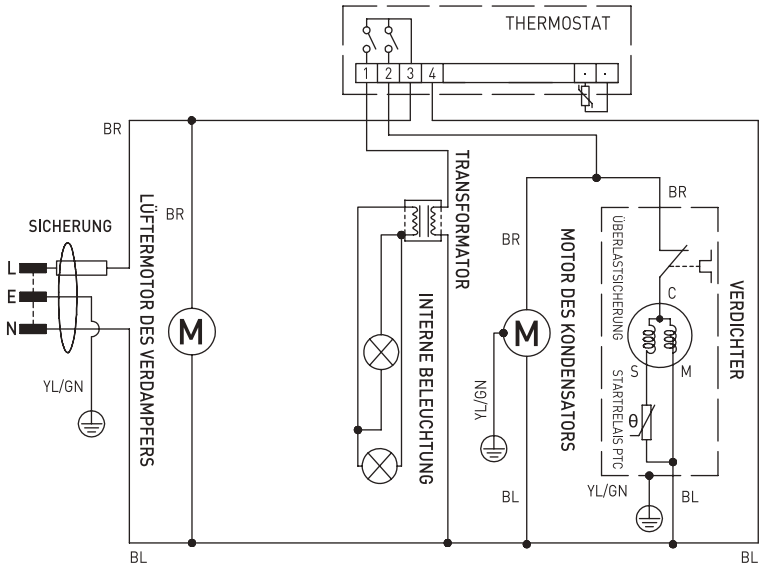 THERMOSTAT
1 2 3 4 · ·
BR
LÜFTERMOTOR DES VERDAMPFERS
BR
M
SICHERUNG
L
E
N
YL/GN
BL
TRANSFORMATOR
INTERNE BELEUCHTUNG
BR
M
YL/GN
MOTOR DES KONDENSATORS
BL
BR
ÜBERLASTSICHERUNG
C
S M
STARTRELAIS PTC
θ
VERDICHTER
YL/GN
BL
BL